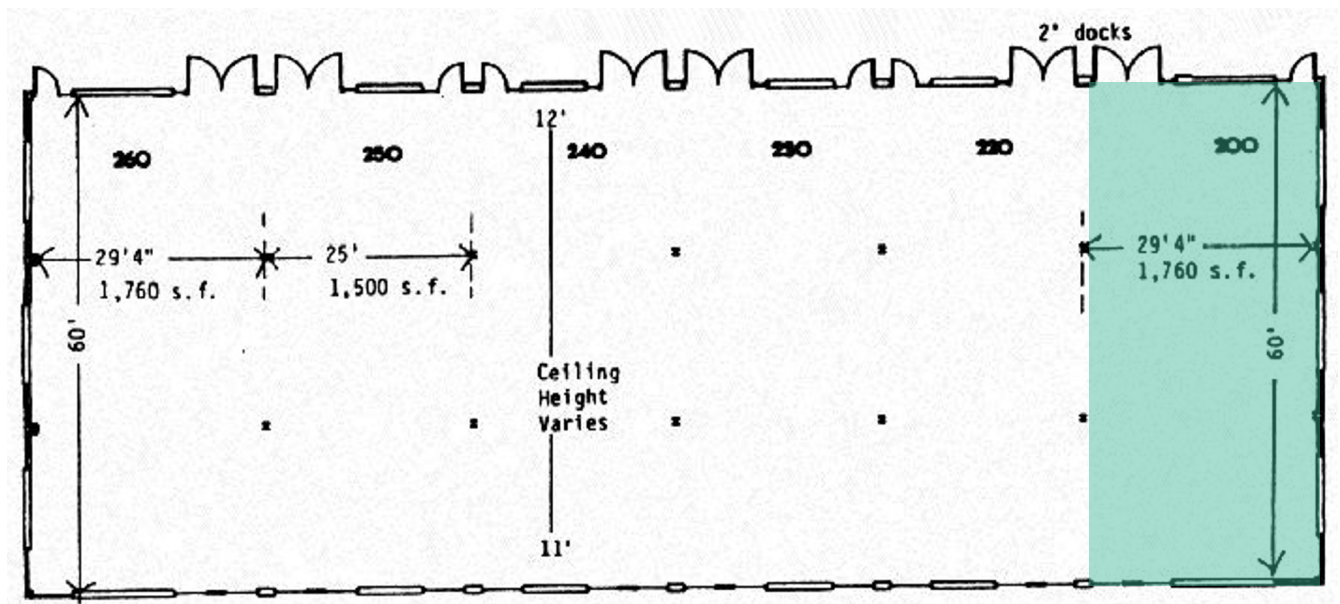 2' docks
12'
260 250 240 230 220 200
29'4" 25' 29'4"
1,760 s.f. 1,500 s.f. 1,760 s.f.
60' 60'
Ceiling
Height
Varies
11'